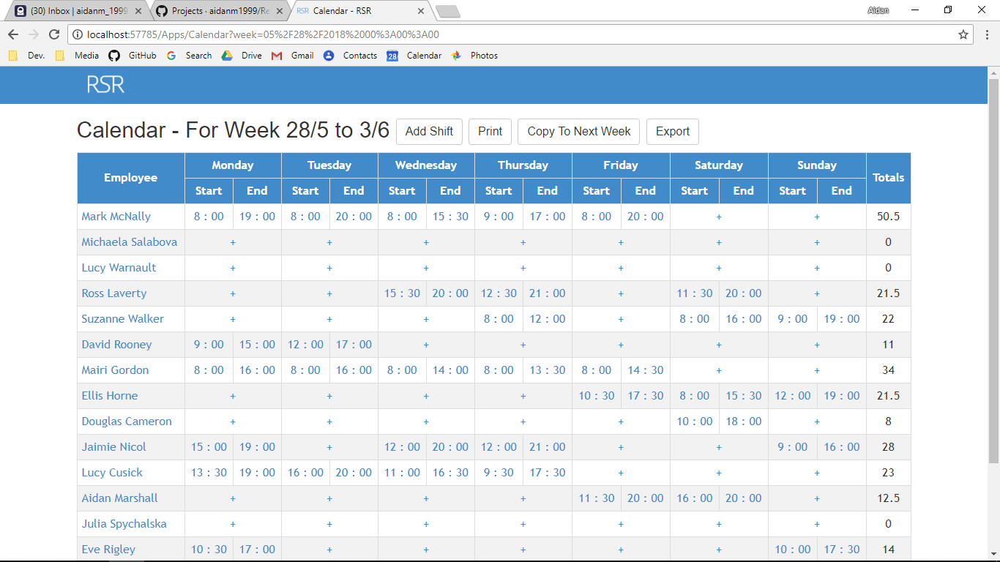 (30) Inbox | aidanm_1999
Projects · aidanm1999/Re
RSR Calendar - RSR
Aidan
localhost:57785/Apps/Calendar?week=05%2F28%2F2018%2000%3A00%3A00
Dev. Media GitHub Search Drive Gmail Contacts 28 Calendar Photos
RSR
Calendar - For Week 28/5 to 3/6 Add Shift Print Copy To Next Week Export
Employee Monday Tuesday Wednesday Thursday Friday Saturday Sunday Totals
Start End Start End Start End Start End Start End Start End Start End
Mark McNally 8 : 00 19 : 00 8 : 00 20 : 00 8 : 00 15 : 30 9 : 00 17 : 00 8 : 00 20 : 00 + + 50.5
Michaela Salabova + + + + + + + 0
Lucy Warnault + + + + + + + 0
Ross Laverty + + 15 : 30 20 : 00 12 : 30 21 : 00 + 11 : 30 20 : 00 + 21.5
Suzanne Walker + + + 8 : 00 12 : 00 + 8 : 00 16 : 00 9 : 00 19 : 00 22
David Rooney 9 : 00 15 : 00 12 : 00 17 : 00 + + + + + 11
Mairi Gordon 8 : 00 16 : 00 8 : 00 16 : 00 8 : 00 14 : 00 8 : 00 13 : 30 8 : 00 14 : 30 + + 34
Ellis Horne + + + + 10 : 30 17 : 30 8 : 00 15 : 30 12 : 00 19 : 00 21.5
Douglas Cameron + + + + + 10 : 00 18 : 00 + 8
Jaimie Nicol 15 : 00 19 : 00 + 12 : 00 20 : 00 12 : 00 21 : 00 + + 9 : 00 16 : 00 28
Lucy Cusick 13 : 30 19 : 00 16 : 00 20 : 00 11 : 00 16 : 30 9 : 30 17 : 30 + + + 23
Aidan Marshall + + + + 11 : 30 20 : 00 16 : 00 20 : 00 + 12.5
Julia Spychalska + + + + + + + 0
Eve Rigley 10 : 30 17 : 00 + + + + + 10 : 00 17 : 30 14